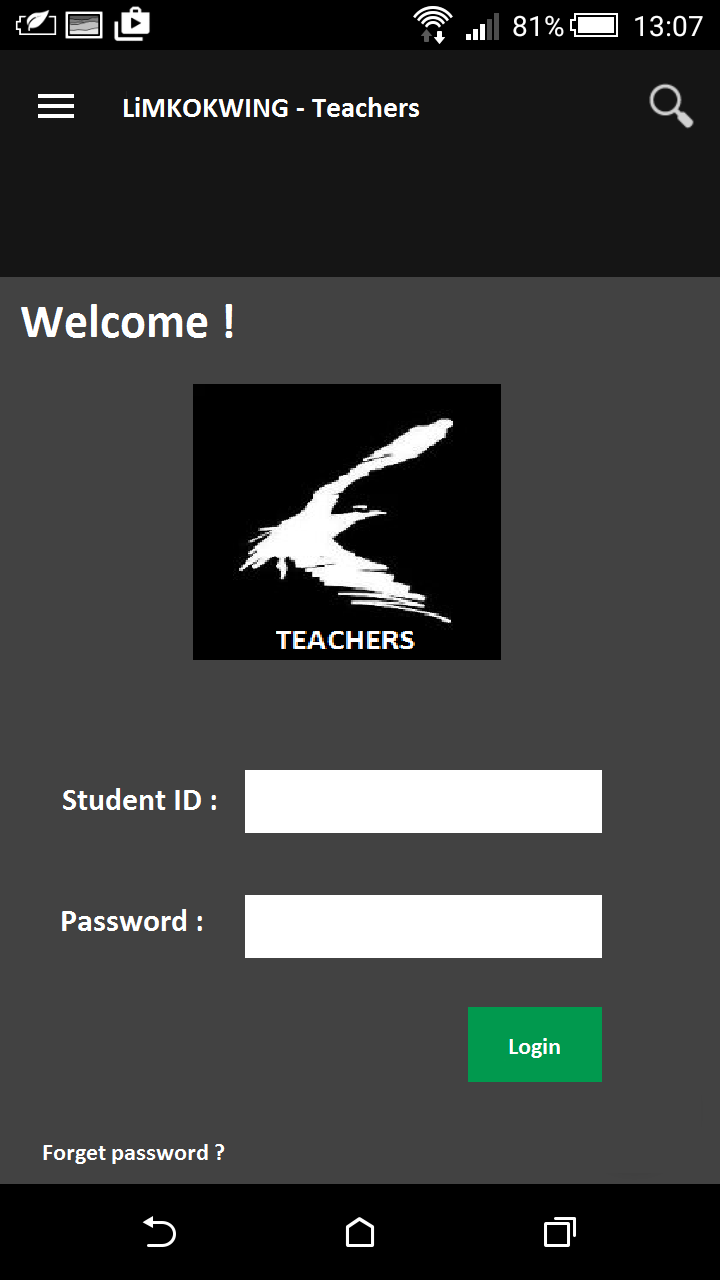 81% 13:07
LiMKOKWING - Teachers
Welcome !
TEACHERS
Student ID :
Password :
Login
Forget password ?